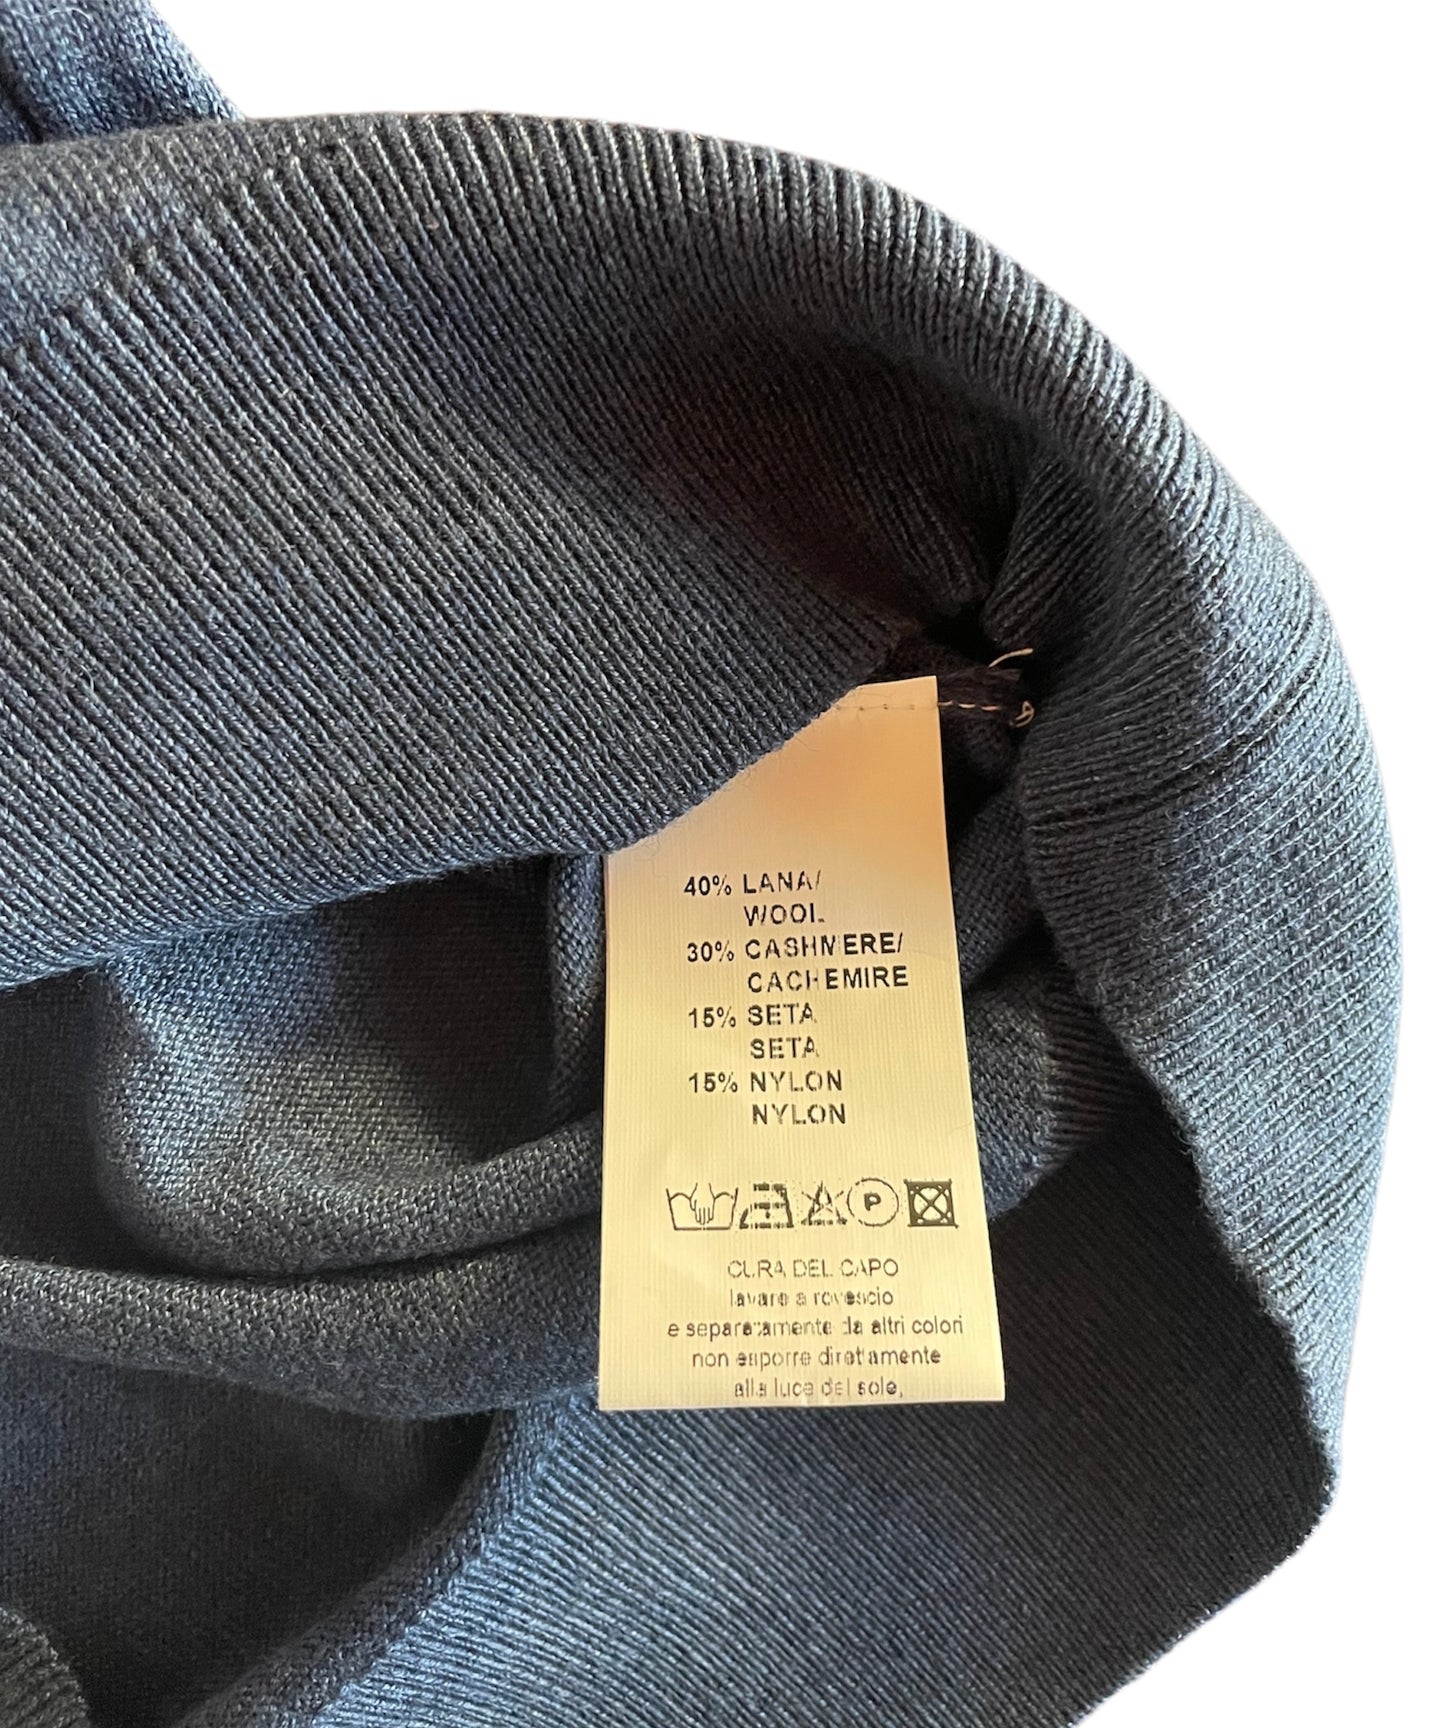 40% LANA/
WOOL
30% CASHMERE/
CACHEMIRE
15% SETA
SETA
15% NYLON
NYLON
P
CURA DEL CAPO
lavare a rovescio
e separatamente da altri colori
non esporre direttamente
alla luce del sole,